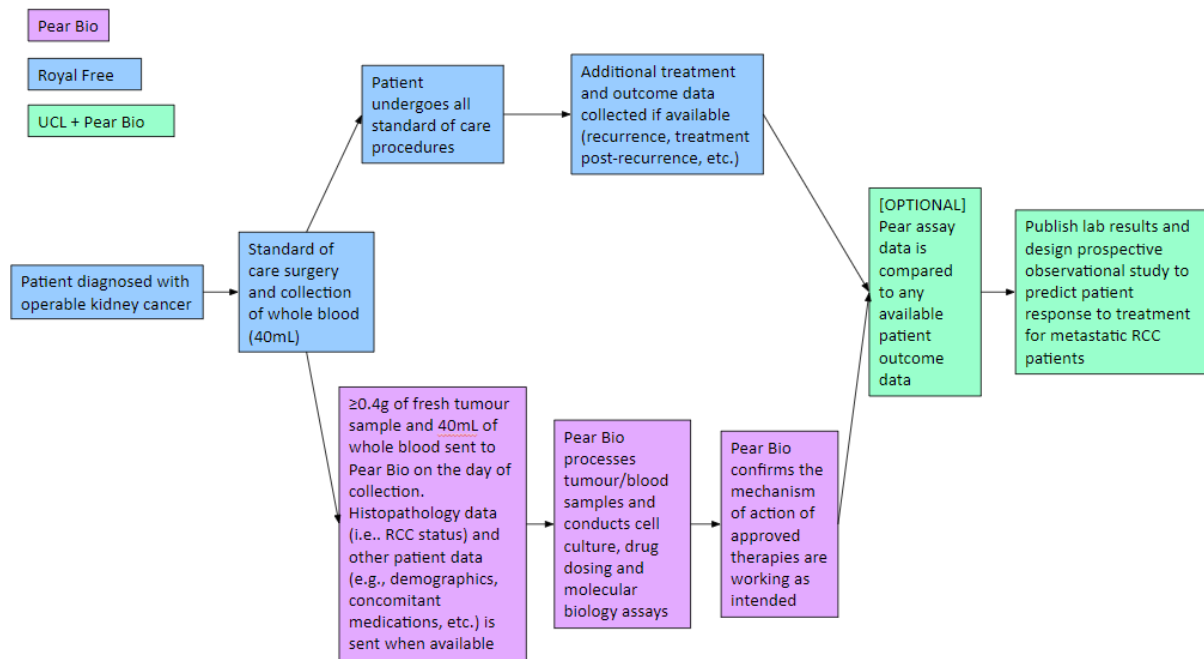 Pear Bio
Royal Free
UCL + Pear Bio
Patient diagnosed with
operable kidney cancer
Standard of
care surgery
and collection
of whole blood
(40mL)
Patient
undergoes all
standard of care
procedures
Additional treatment
and outcome data
collected if available
(recurrence, treatment
post-recurrence, etc.)
≥0.4g of fresh tumour
sample and 40mL of
whole blood sent to
Pear Bio on the day of
collection.
Histopathology data
(i.e.. RCC status) and
other patient data
(e.g., demographics,
concomitant
medications, etc.) is
sent when available
Pear Bio
processes
tumour/blood
samples and
conducts cell
culture, drug
dosing and
molecular
biology assays
Pear Bio
confirms the
mechanism
of action of
approved
therapies are
working as
intended
[OPTIONAL]
Pear assay
data is
compared
to any
available
patient
outcome
data
Publish lab results and
design prospective
observational study to
predict patient
response to treatment
for metastatic RCC
patients